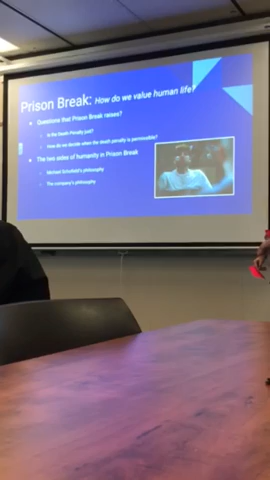 Prison Break: How do we value human life?
Questions that Prison Break raises?
Is the Death Penalty just?
How do we decide when the death penalty is permissible?
The two sides of humanity in Prison Break
Michael Schofield's philosophy
The company's philosophy